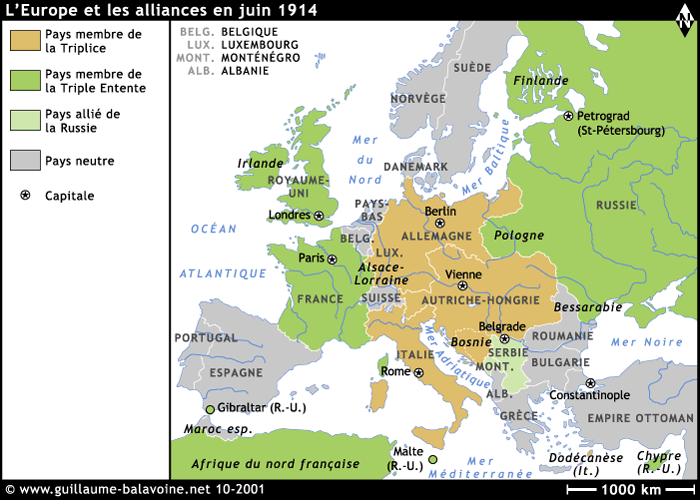 L'Europe et les alliances en juin 1914
N
Pays membre de
la Triplice
Pays membre de
la Triple Entente
Pays allié de
la Russie
Pays neutre
Capitale
BELG. BELGIQUE
LUX. LUXEMBOURG
MONT. MONTÉNÉGRO
ALB. ALBANIE
SUÈDE
Finlande
NORVÈGE
Petrograd
(St-Pétersbourg)
Mer
du
Nord
Mer Baltique
Irlande
DANEMARK
ROYAUME-
UNI
PAYS-
BAS
RUSSIE
Londres
Berlin
OCÉAN
ALLEMAGNE
Pologne
BELG.
LUX.
Paris
Alsace-
Lorraine
ATLANTIQUE
Vienne
FRANCE
SUISSE
AUTRICHE-HONGRIE
Bessarabie
Belgrade
PORTUGAL
ROUMANIE
Mer Noire
Bosnie
ITALIE
Mer Adriatique
SERBIE
ESPAGNE
MONT.
BULGARIE
Rome
ALB.
Constantinople
Gibraltar (R.-U.)
GRÈCE
EMPIRE OTTOMAN
Maroc esp.
Malte
(R.-U.)
Afrique du nord française
Mer
Méditerranée
Dodécanèse
(It.)
Chypre
(R.-U.)
© www.guillaume-balavoine.net 10-2001
1000 km